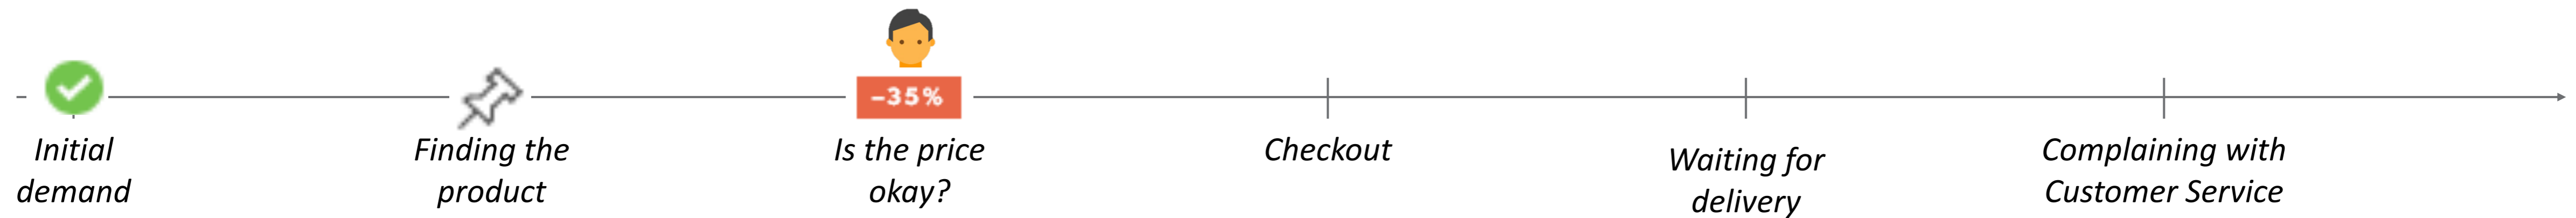 -35%
Initial
demand
Finding the
product
Is the price
okay?
Checkout
Waiting for
delivery
Complaining with
Customer Service